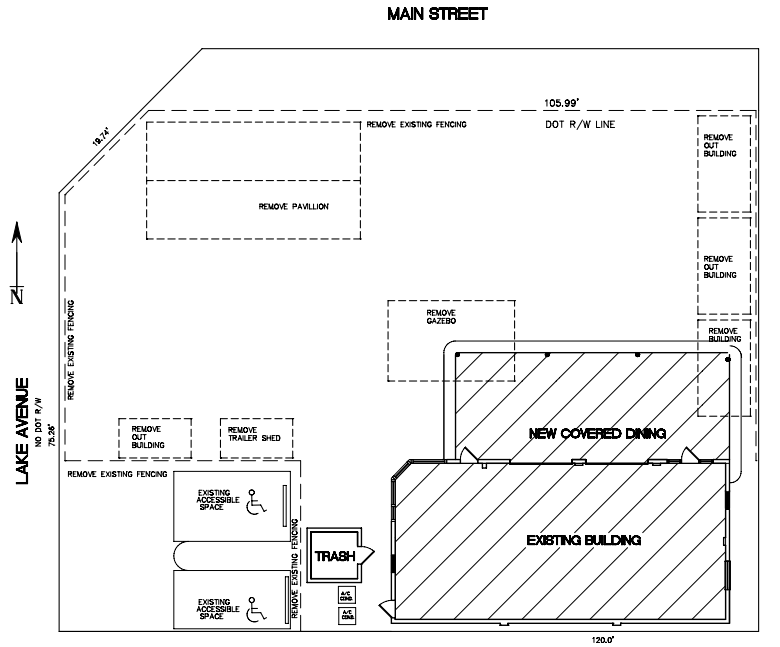 MAIN STREET
105.99'
REMOVE EXISTING FENCING
DOT R/W LINE
19.74'
REMOVE
OUT
BUILDING
REMOVE PAVILLION
REMOVE
OUT
BUILDING
N
REMOVE EXISTING FENCING
REMOVE
GAZEBO
REMOVE
BUILDING
LAKE AVENUE
NO DOT R/W
75.26'
REMOVE
OUT
BUILDING
REMOVE
TRAILER SHED
NEW COVERED DINING
REMOVE EXISTING FENCING
EXISTING
ACCESSIBLE
SPACE
REMOVE EXISTING FENCING
TRASH
EXISTING BUILDING
A/C
COND.
A/C
COND.
EXISTING
ACCESSIBLE
SPACE
120.0'